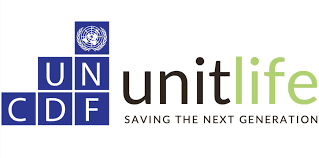 UN
CDF
unitlife
SAVING THE NEXT GENERATION